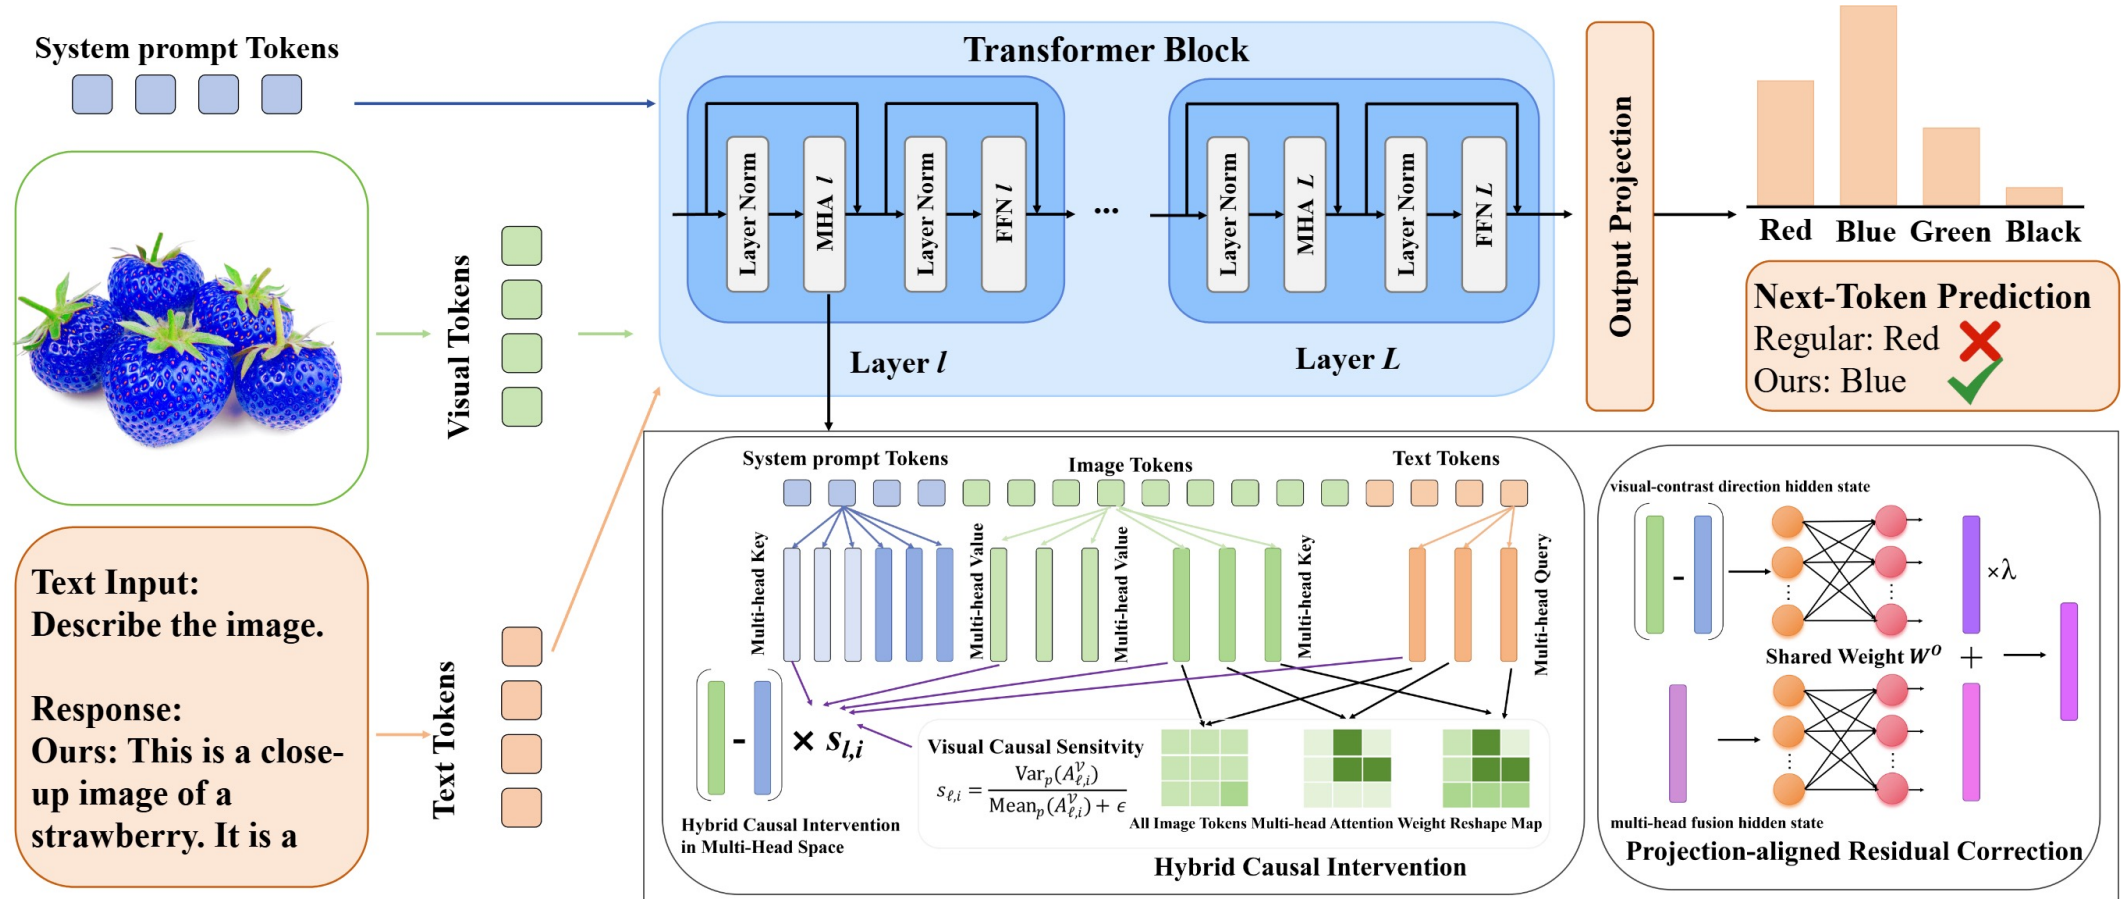 System prompt Tokens
Transformer Block
Layer Norm
MHA l
Layer Norm
FFN l
...
Layer Norm
MHA L
Layer Norm
FFN L
Layer l
Layer L
Output Projection
Red Blue Green Black
Next-Token Prediction
Regular: Red
Ours: Blue
Visual Tokens
Text Input:
Describe the image.
Response:
Ours: This is a close-
up image of a
strawberry. It is a
Text Tokens
System prompt Tokens
Image Tokens
Text Tokens
Multi-head Key
Multi-head Value
Multi-head Value
Multi-head Key
Multi-head Query
- × s_{l,i}
Hybrid Causal Intervention
in Multi-Head Space
Visual Causal Sensitvity
s_{ℓ,i} = Var_p(A^𝒱_{ℓ,i}) / Mean_p(A^𝒱_{ℓ,i}) + ϵ
All Image Tokens Multi-head Attention Weight Reshape Map
Hybrid Causal Intervention
visual-contrast direction hidden state
-
×λ
Shared Weight W^O
+
multi-head fusion hidden state
Projection-aligned Residual Correction